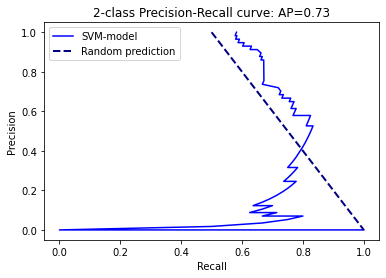 2-class Precision-Recall curve: AP=0.73
SVM-model
Random prediction
Precision
1.0
0.8
0.6
0.4
0.2
0.0
0.0 0.2 0.4 0.6 0.8 1.0
Recall